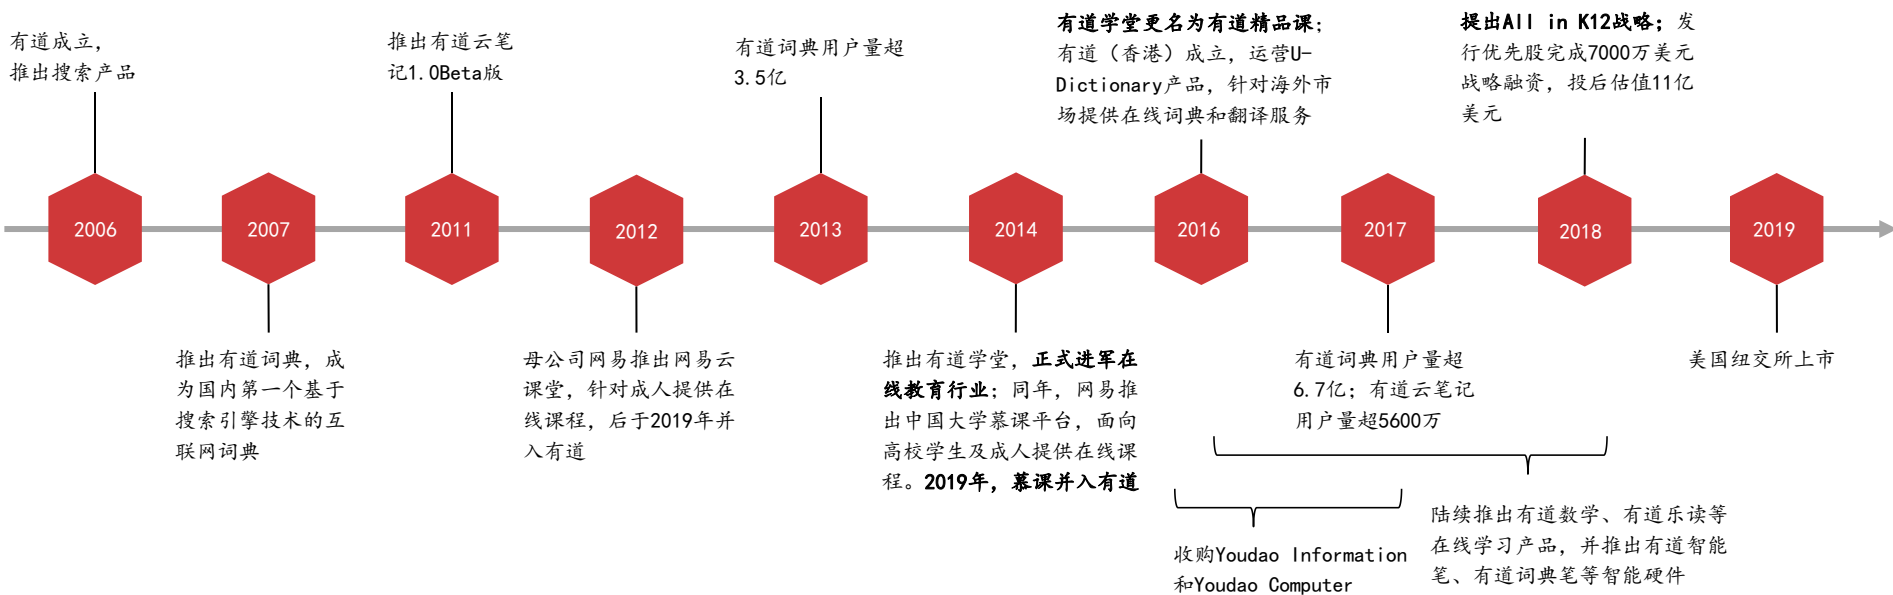 有道成立，
推出搜索产品
推出有道云笔
记1.0Beta版
有道词典用户量超
3.5亿
有道学堂更名为有道精品课；
有道（香港）成立，运营U-
Dictionary产品，针对海外市
场提供在线词典和翻译服务
提出All in K12战略；发
行优先股完成7000万美元
战略融资，投后估值11亿
美元
2006
2007
2011
2012
2013
2014
2016
2017
2018
2019
推出有道词典，成
为国内第一个基于
搜索引擎技术的互
联网词典
母公司网易推出网易云
课堂，针对成人提供在
线课程，后于2019年并
入有道
推出有道学堂，正式进军在
线教育行业；同年，网易推
出中国大学慕课平台，面向
高校学生及成人提供在线课
程。2019年，慕课并入有道
有道词典用户量超
6.7亿；有道云笔记
用户量超5600万
美国纽交所上市
收购Youdao Information
和Youdao Computer
陆续推出有道数学、有道乐读等
在线学习产品，并推出有道智能
笔、有道词典笔等智能硬件